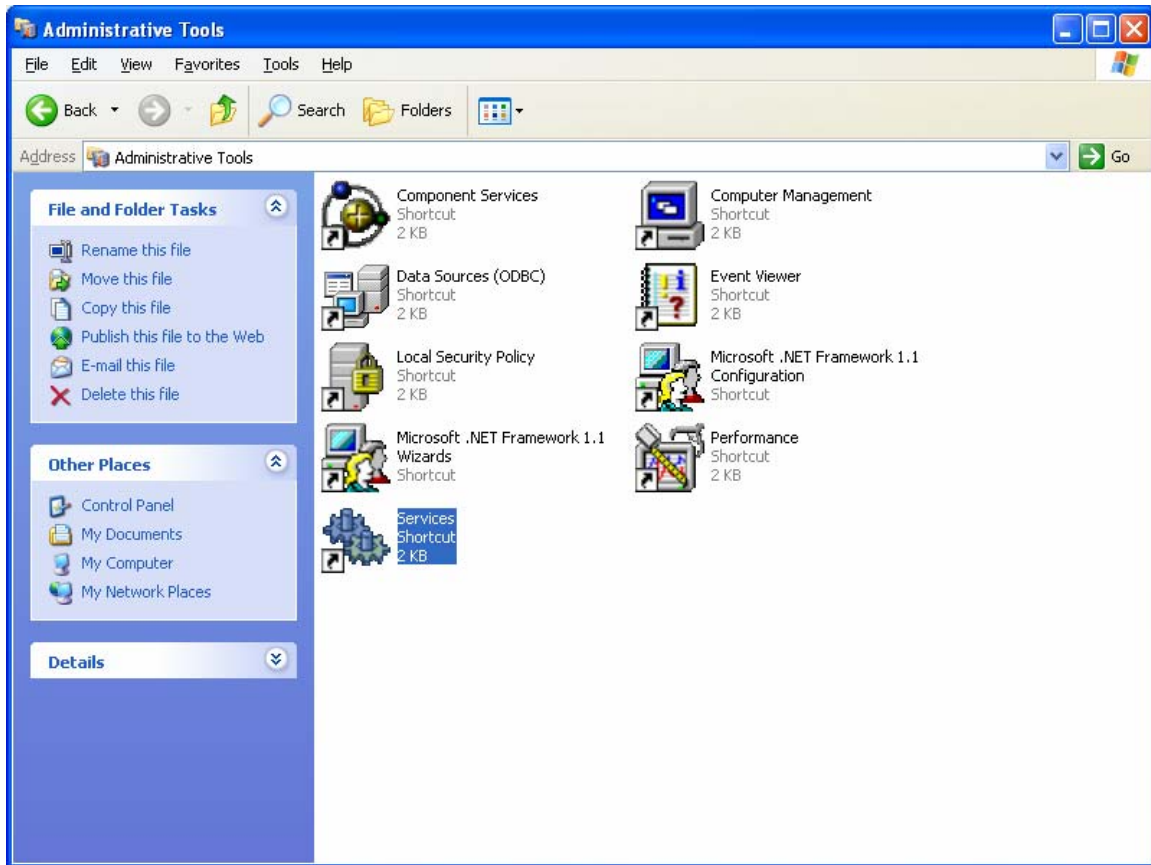 Administrative Tools
File Edit View Favorites Tools Help
Back Search Folders
Address Administrative Tools Go
File and Folder Tasks
Rename this file
Move this file
Copy this file
Publish this file to the Web
E-mail this file
Delete this file
Other Places
Control Panel
My Documents
My Computer
My Network Places
Details
Component Services
Shortcut
2 KB
Computer Management
Shortcut
2 KB
Data Sources (ODBC)
Shortcut
2 KB
Event Viewer
Shortcut
2 KB
Local Security Policy
Shortcut
2 KB
Microsoft .NET Framework 1.1
Configuration
Shortcut
Microsoft .NET Framework 1.1
Wizards
Shortcut
Performance
Shortcut
2 KB
Services
Shortcut
2 KB